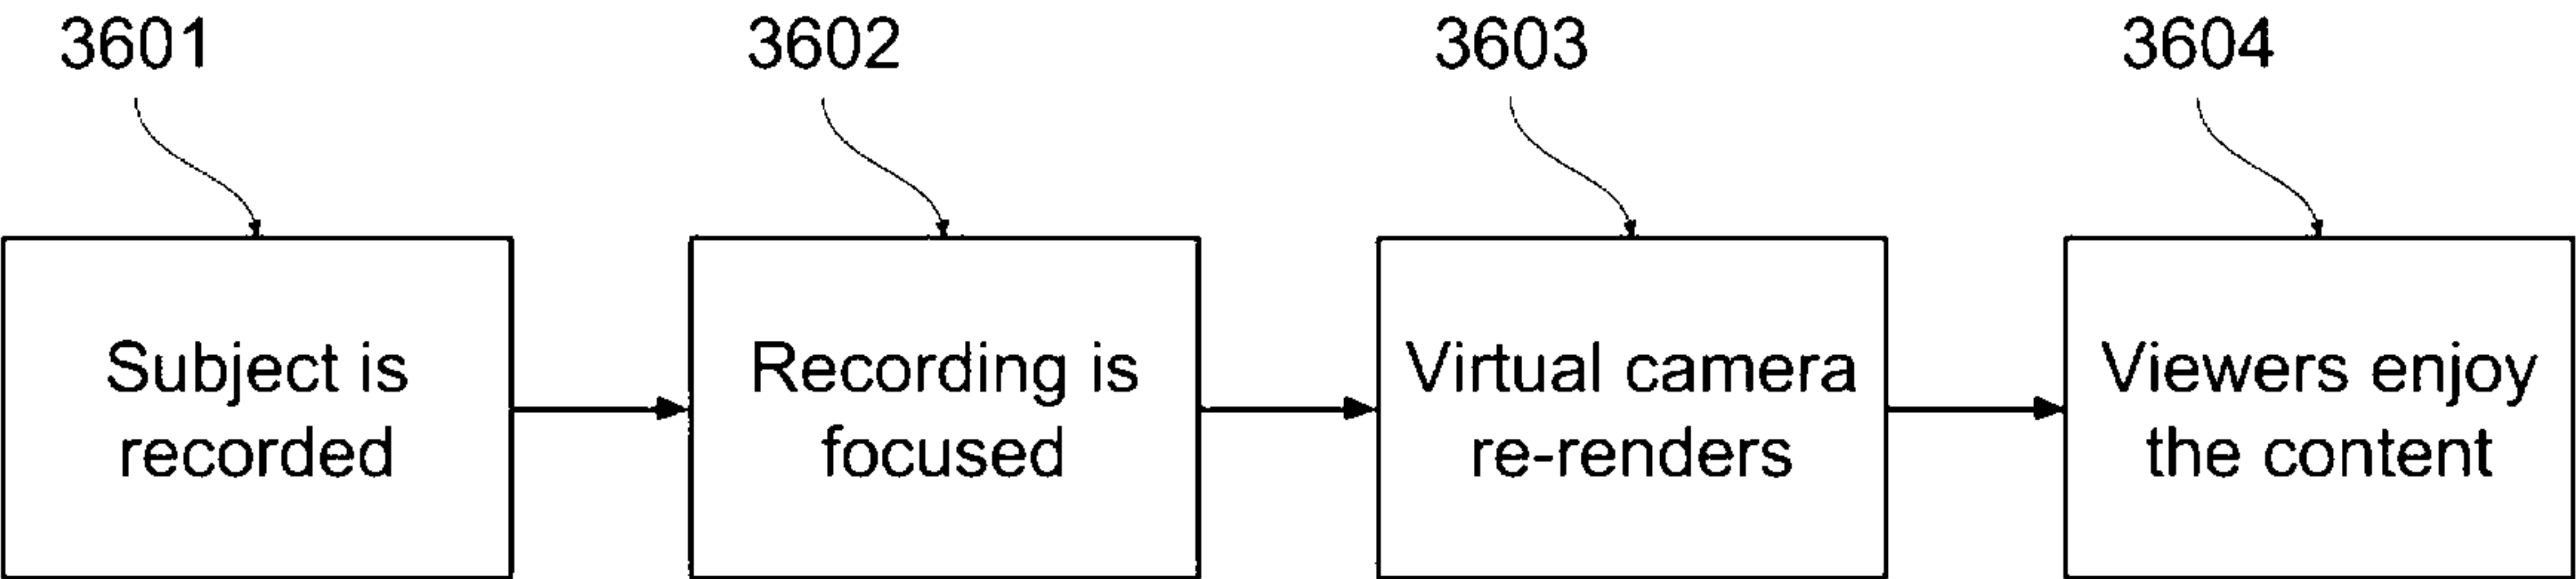 3601
3602
3603
3604
Subject is
recorded
Recording is
focused
Virtual camera
re-renders
Viewers enjoy
the content